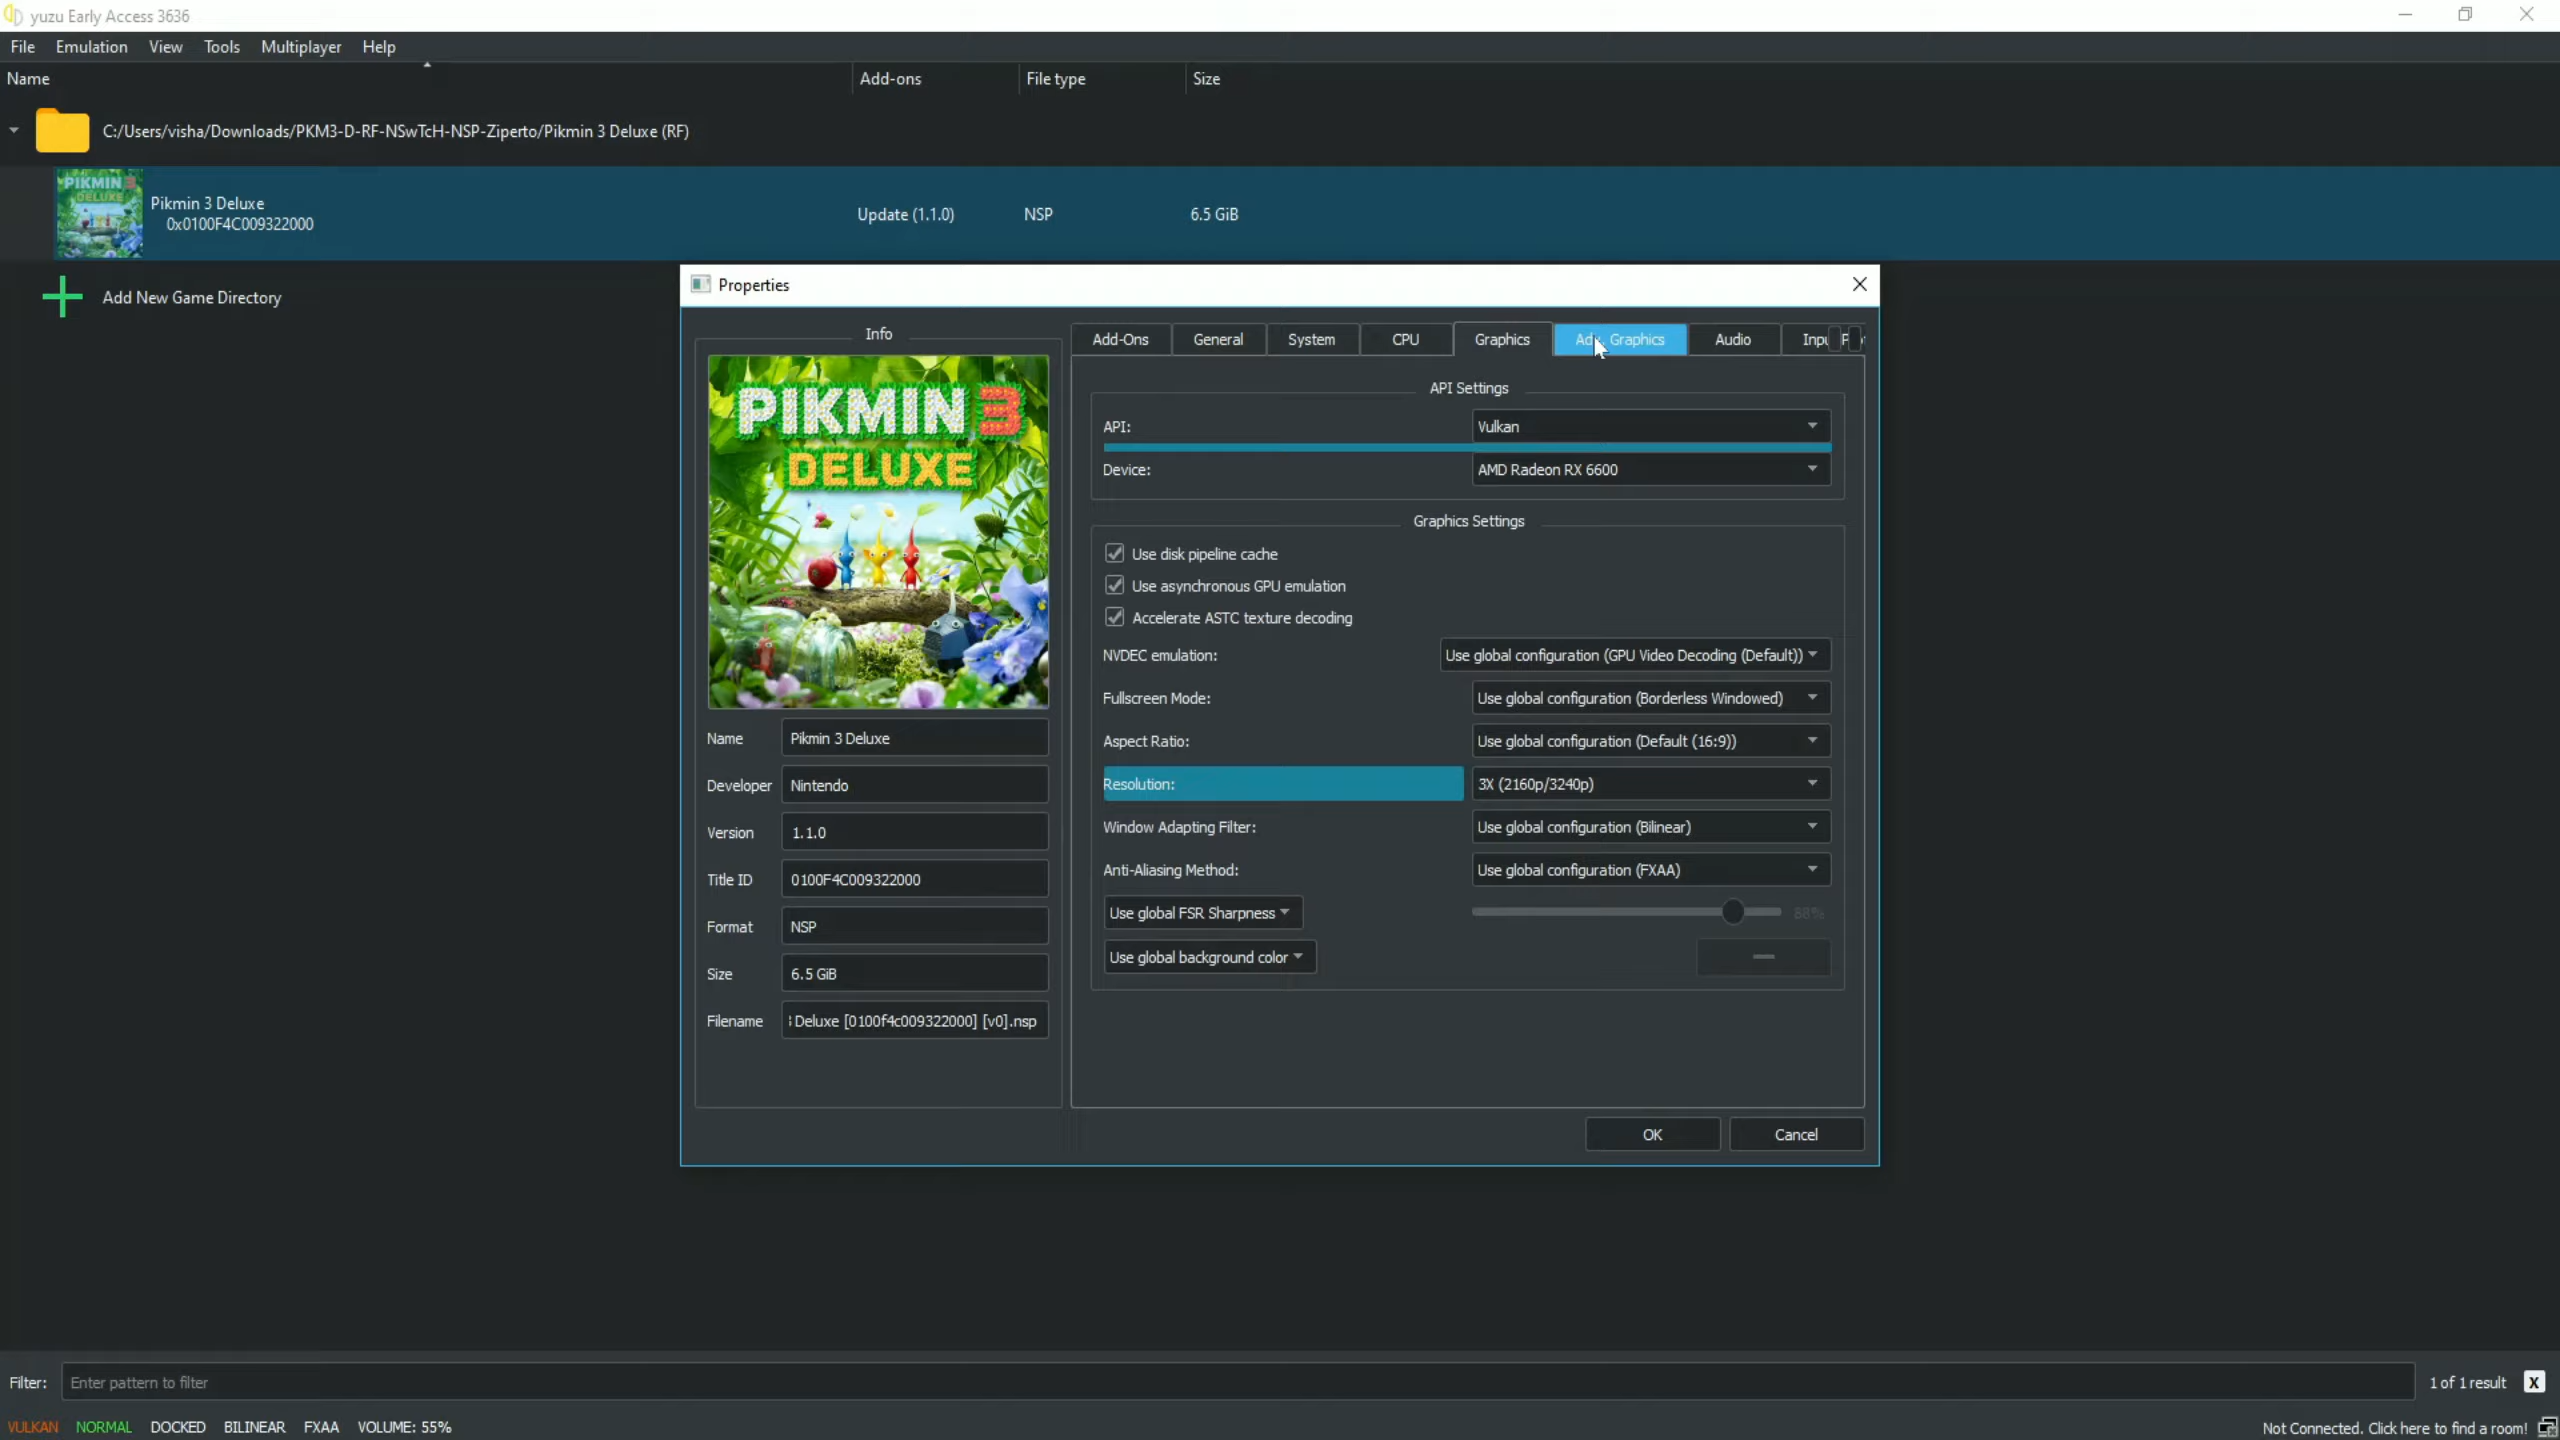 yuzu Early Access 3636
File Emulation View Tools Multiplayer Help
Name Add-ons File type Size
C:/Users/visha/Downloads/PKM3-D-RF-NSwTcH-NSP-Ziperto/Pikmin 3 Deluxe (RF)
PIKMIN 3
DELUXE
Pikmin 3 Deluxe
0x0100F4C009322000
Update (1.1.0) NSP 6.5 GiB
Add New Game Directory
Properties
Info
PIKMIN 3
DELUXE
Name Pikmin 3 Deluxe
Developer Nintendo
Version 1.1.0
Title ID 0100F4C009322000
Format NSP
Size 6.5 GiB
Filename Deluxe [0100f4c009322000] [v0].nsp
Add-Ons General System CPU Graphics Graphics Audio
API Settings
API: Vulkan
Device: AMD Radeon RX 6600
Graphics Settings
Use disk pipeline cache
Use asynchronous GPU emulation
Accelerate ASTC texture decoding
NVDEC emulation: Use global configuration (GPU Video Decoding (Default))
Fullscreen Mode: Use global configuration (Borderless Windowed)
Aspect Ratio: Use global configuration (Default (16:9))
Resolution: 3X (2160p/3240p)
Window Adapting Filter: Use global configuration (Bilinear)
Anti-Aliasing Method: Use global configuration (FXAA)
Use global FSR Sharpness 88%
Use global background color
OK Cancel
Filter: Enter pattern to filter 1 of 1 result X
VULKAN NORMAL DOCKED BILINEAR FXAA VOLUME: 55% Not Connected. Click here to find a room!